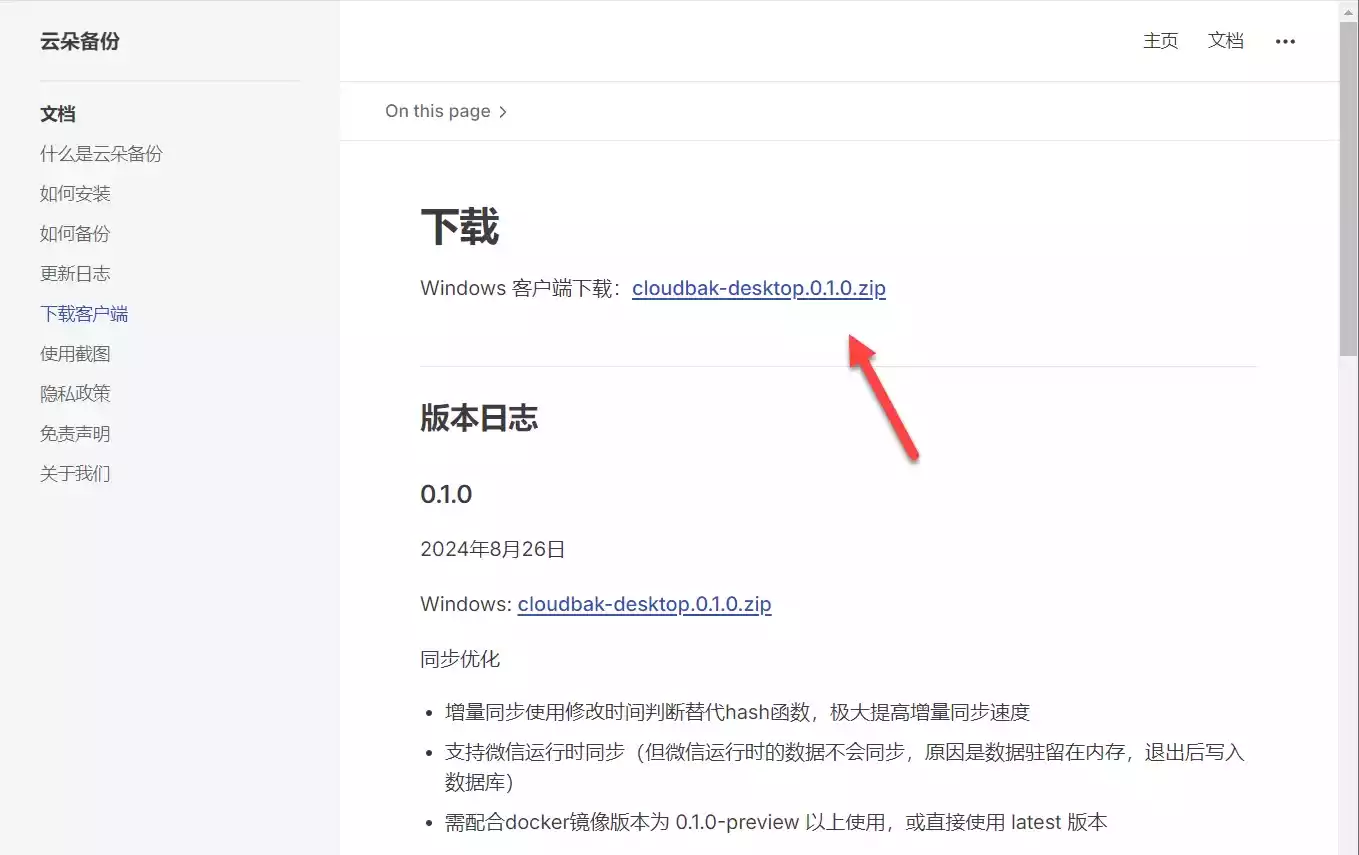 云朵备份
主页 文档
文档
什么是云朵备份
如何安装
如何备份
更新日志
下载客户端
使用截图
隐私政策
免责声明
关于我们
On this page
下载
Windows 客户端下载：cloudbak-desktop.0.1.0.zip
版本日志
0.1.0
2024年8月26日
Windows: cloudbak-desktop.0.1.0.zip
同步优化
• 增量同步使用修改时间判断替代hash函数，极大提高增量同步速度
• 支持微信运行时同步（但微信运行时的数据不会同步，原因是数据驻留在内存，退出后写入
数据库）
• 需配合docker镜像版本为 0.1.0-preview 以上使用，或直接使用 latest 版本